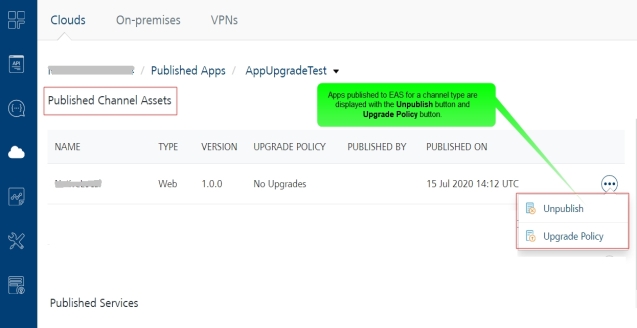 Clouds On-premises VPNs
API
/ Published Apps / AppUpgradeTest
Published Channel Assets
Apps published to EAS for a channel type are
displayed with the Unpublish button and
Upgrade Policy button.
NAME TYPE VERSION UPGRADE POLICY PUBLISHED BY PUBLISHED ON
Web 1.0.0 No Upgrades 15 Jul 2020 14:12 UTC
Unpublish
Upgrade Policy
Published Services